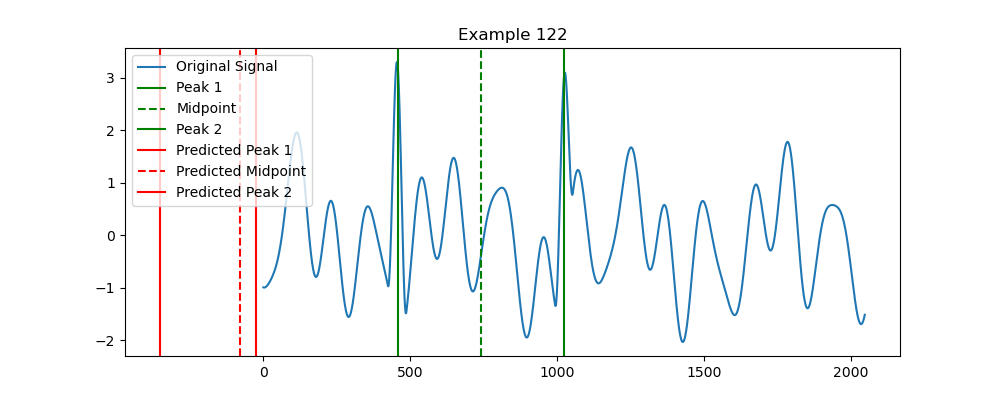 Example 122
Original Signal
Peak 1
Midpoint
Peak 2
Predicted Peak 1
Predicted Midpoint
Predicted Peak 2
3
2
1
0
−1
−2
0 500 1000 1500 2000